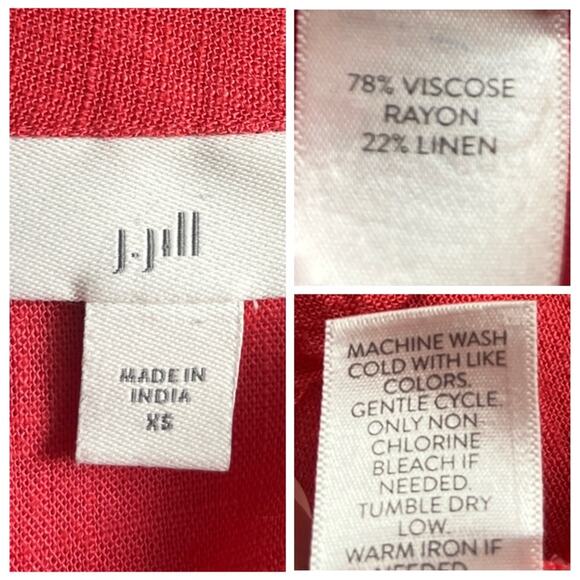 J.Jill
MADE IN
INDIA
XS
78% VISCOSE
RAYON
22% LINEN
MACHINE WASH
COLD WITH LIKE
COLORS.
GENTLE CYCLE.
ONLY NON-
CHLORINE
BLEACH IF
NEEDED.
TUMBLE DRY
LOW.
WARM IRON IF
NEEDED